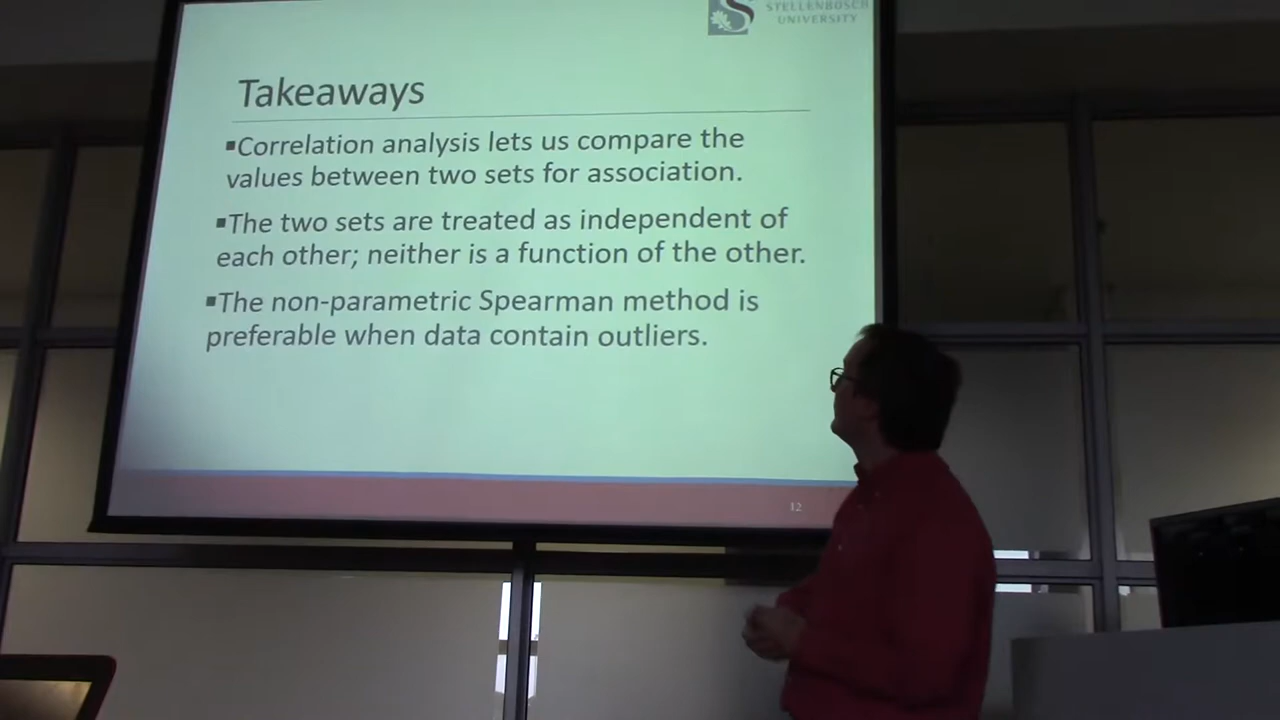 STELLENBOSCH
UNIVERSITY
Takeaways
▪Correlation analysis lets us compare the
values between two sets for association.
▪The two sets are treated as independent of
each other; neither is a function of the other.
▪The non-parametric Spearman method is
preferable when data contain outliers.
12